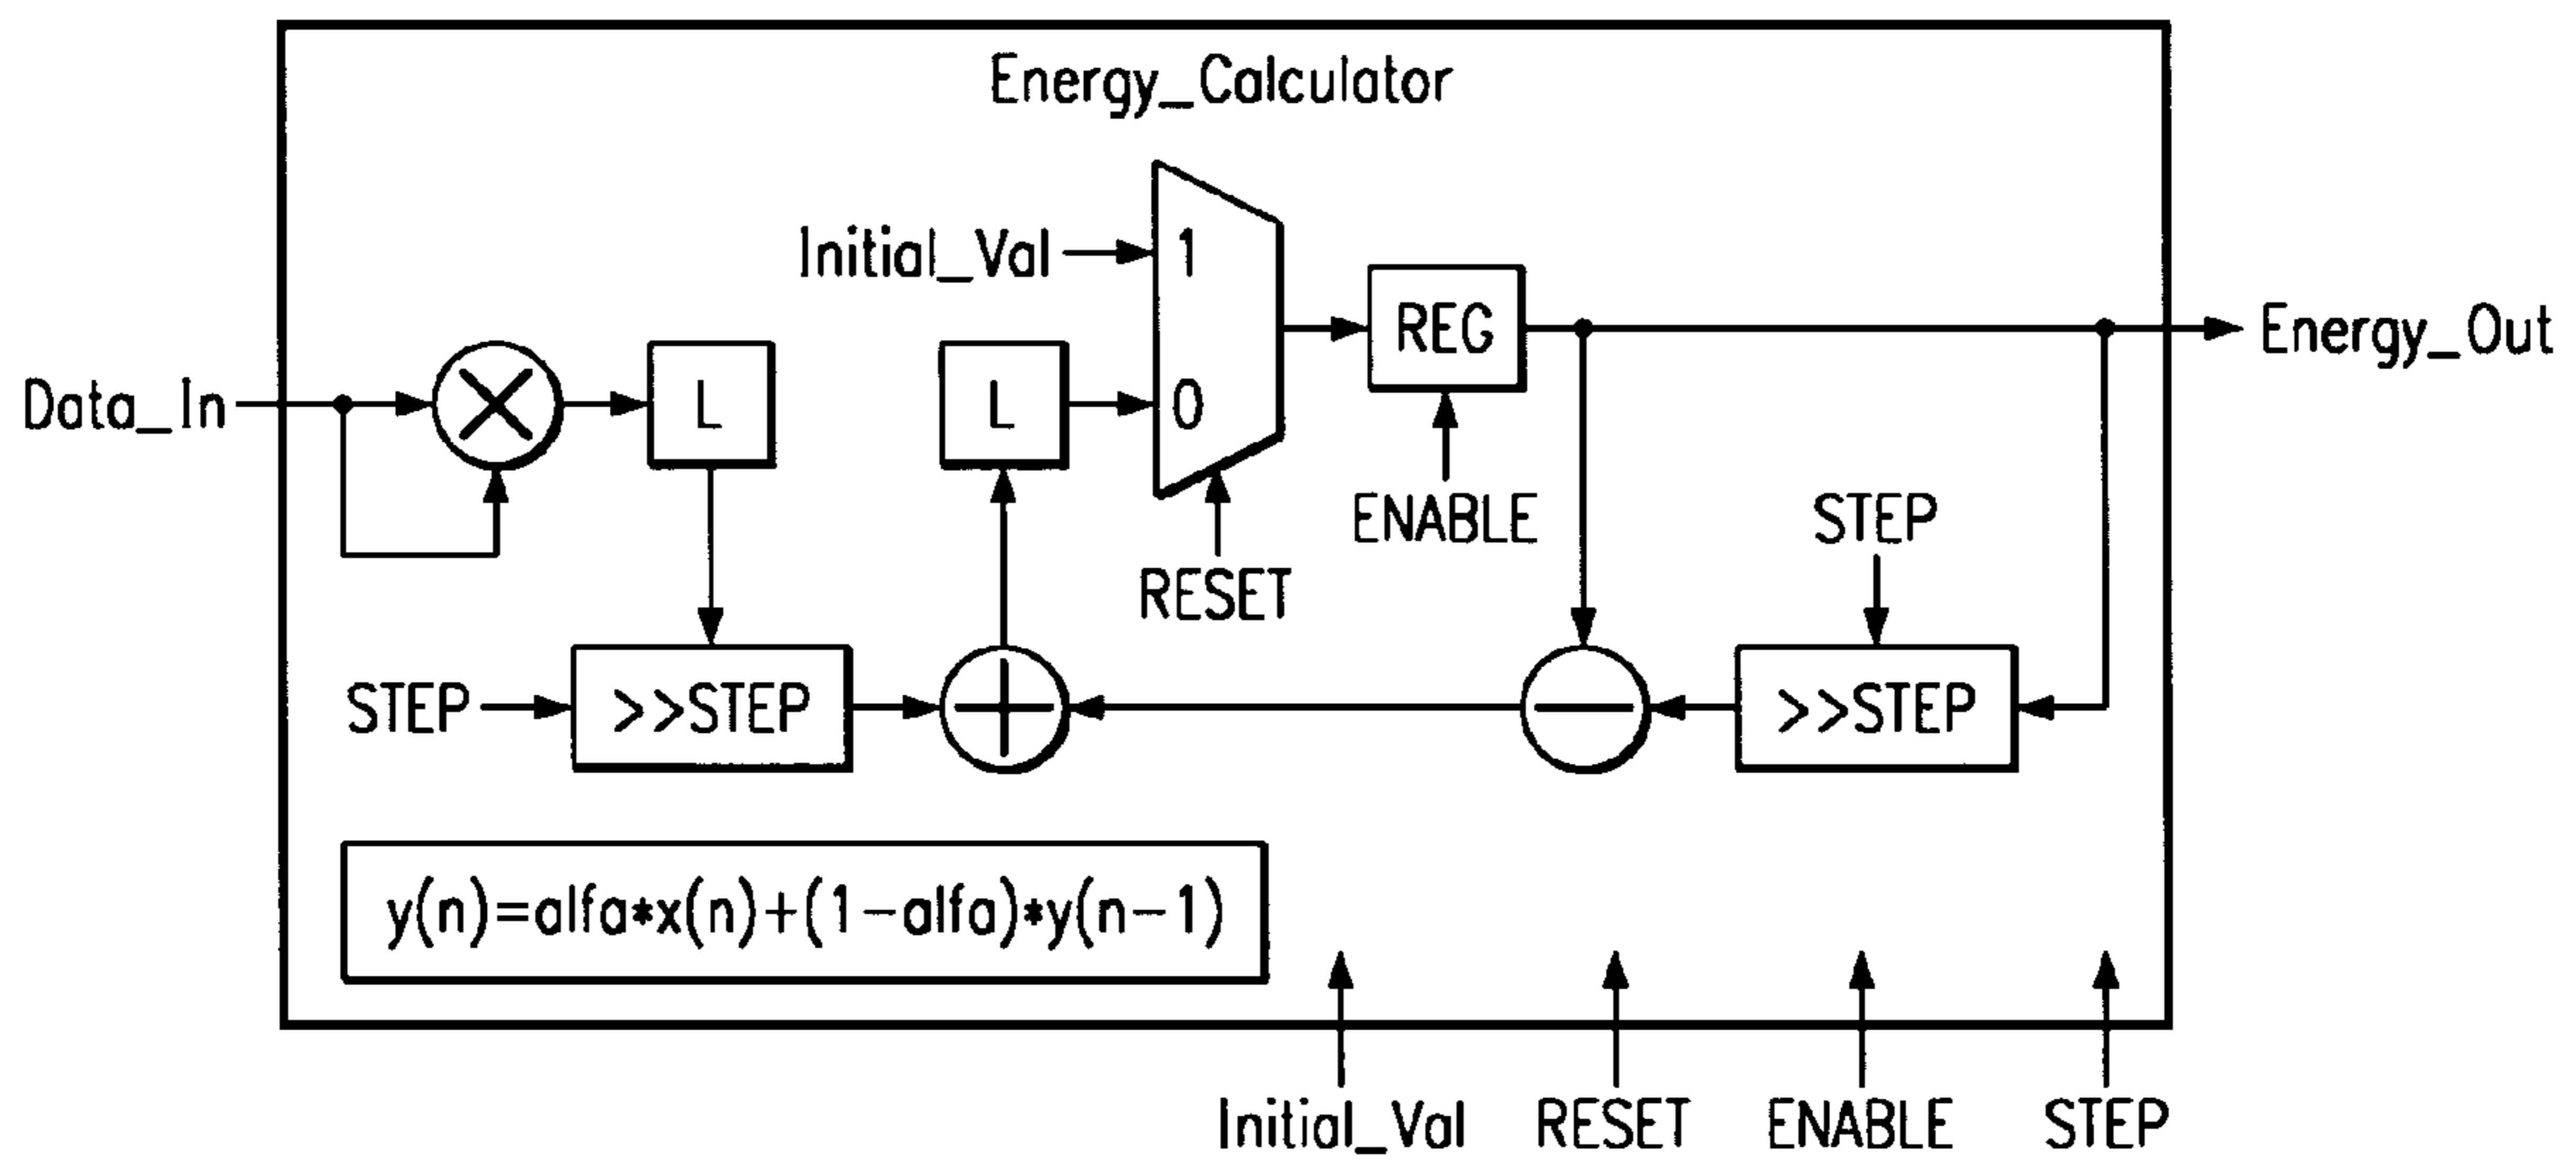 Energy_Calculator
Initial_Val
1
REG
Energy_Out
Data_In
L
L
0
ENABLE
STEP
RESET
STEP
>>STEP
>>STEP
y(n)=alfa*x(n)+(1-alfa)*y(n-1)
Initial_Val
RESET
ENABLE
STEP